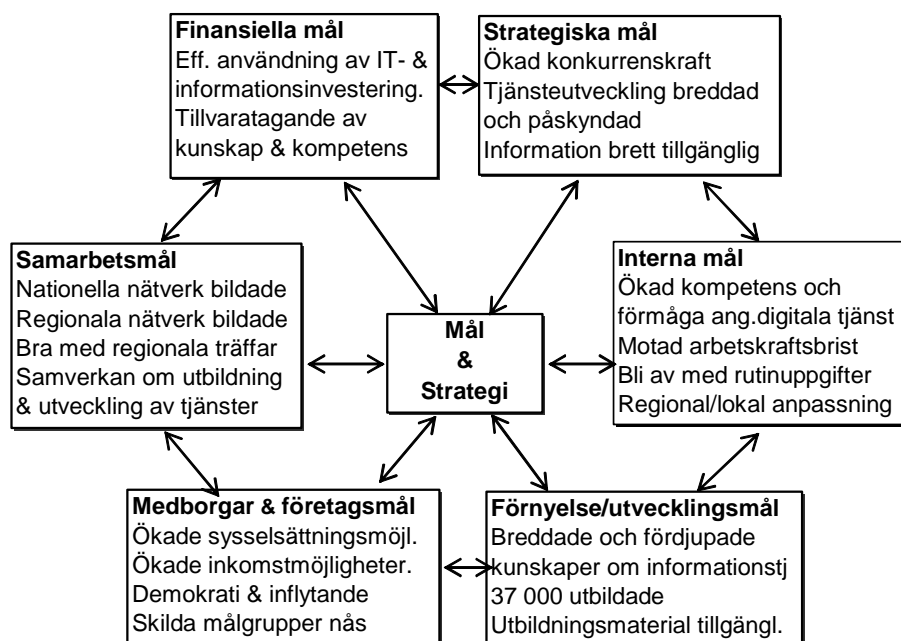 Finansiella mål
Eff. användning av IT- &
informationsinvestering.
Tillvaratagande av
kunskap & kompetens
Strategiska mål
Ökad konkurrenskraft
Tjänsteutveckling breddad
och påskyndad
Information brett tillgänglig
Samarbetsmål
Nationella nätverk bildade
Regionala nätverk bildade
Bra med regionala träffar
Samverkan om utbildning
& utveckling av tjänster
Mål
&
Strategi
Interna mål
Ökad kompetens och
förmåga ang.digitala tjänst
Motad arbetskraftsbrist
Bli av med rutinuppgifter
Regional/lokal anpassning
Medborgar & företagsmål
Ökade sysselsättningsmöjl.
Ökade inkomstmöjligheter.
Demokrati & inflytande
Skilda målgrupper nås
Förnyelse/utvecklingsmål
Breddade och fördjupade
kunskaper om informationstj
37 000 utbildade
Utbildningsmaterial tillgängl.